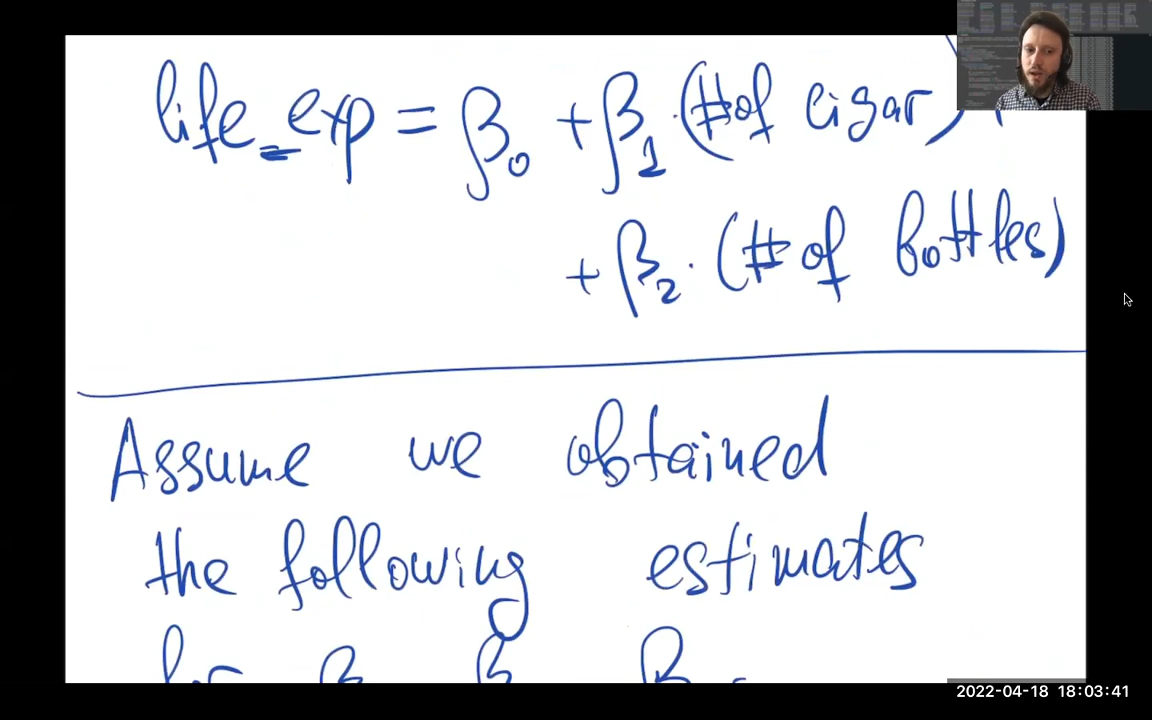 life_exp = β₀ + β₁ · (# of cigar) +
+ β₂ · (# of bottles)
Assume we obtained
the following estimates
for β β β
2022-04-18 18:03:41